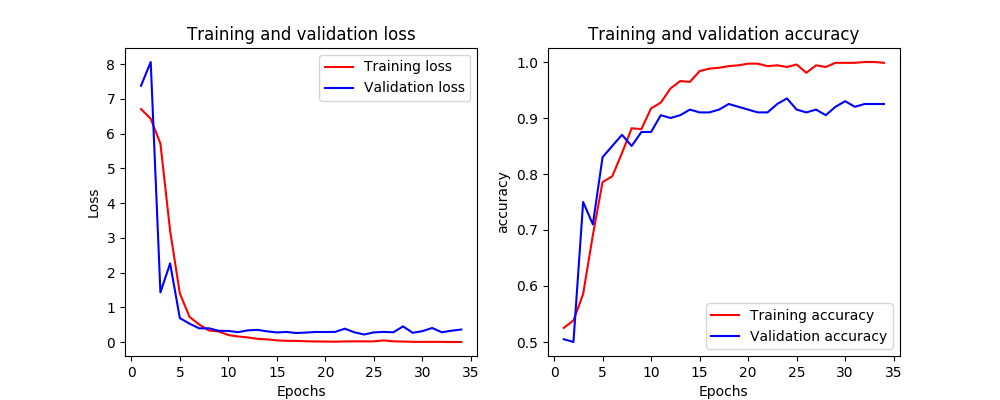 Training and validation loss
Training loss
Validation loss
8
7
6
5
4
3
2
1
0
Loss
0 5 10 15 20 25 30 35
Epochs
Training and validation accuracy
1.0
0.9
0.8
0.7
0.6
0.5
accuracy
Training accuracy
Validation accuracy
0 5 10 15 20 25 30 35
Epochs